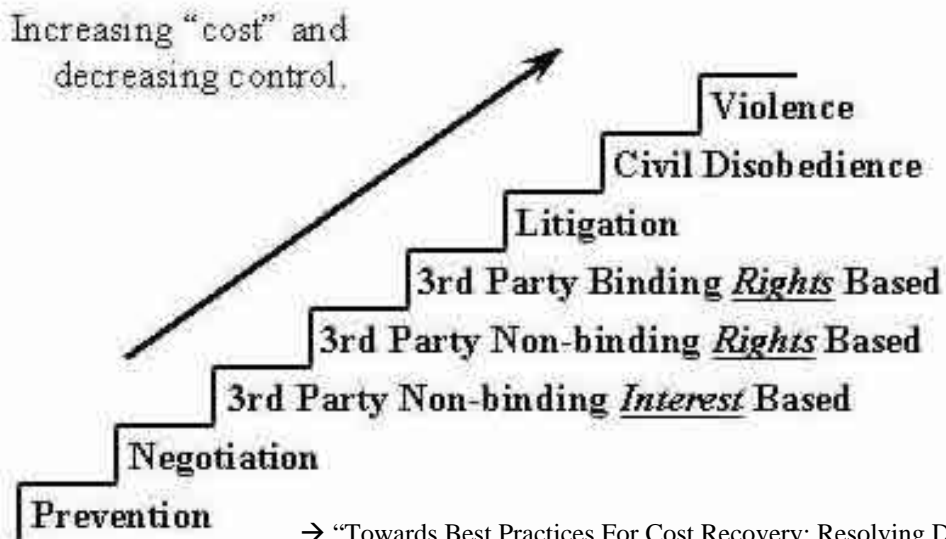 Increasing “cost” and
decreasing control.
Violence
Civil Disobedience
Litigation
3rd Party Binding Rights Based
3rd Party Non-binding Rights Based
3rd Party Non-binding Interest Based
Negotiation
Prevention
→ “Towards Best Practices For Cost Recovery: Resolving D